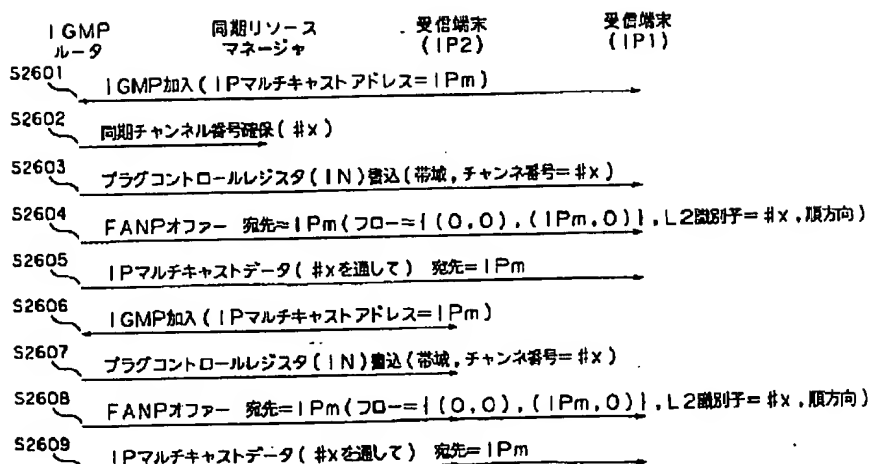 IGMP
ルータ
同期リソース
マネージャ
受信端末
(IP2)
受信端末
(IP1)
S2601
IGMP加入(IPマルチキャストアドレス=IPm)
S2602
同期チャンネル番号確保(#x)
S2603
プラグコントロールレジスタ(IN)書込(帯域,チャンネ番号=#x)
S2604
FANPオファー 宛先=IPm(フロー={(0,0),(IPm,0)},L2識別子=#x,順方向)
S2605
IPマルチキャストデータ(#xを通して) 宛先=IPm
S2606
IGMP加入(IPマルチキャストアドレス=IPm)
S2607
プラグコントロールレジスタ(IN)書込(帯域,チャンネ番号=#x)
S2608
FANPオファー 宛先=IPm(フロー={(0,0),(IPm,0)},L2識別子=#x,順方向)
S2609
IPマルチキャストデータ(#xを通して) 宛先=IPm